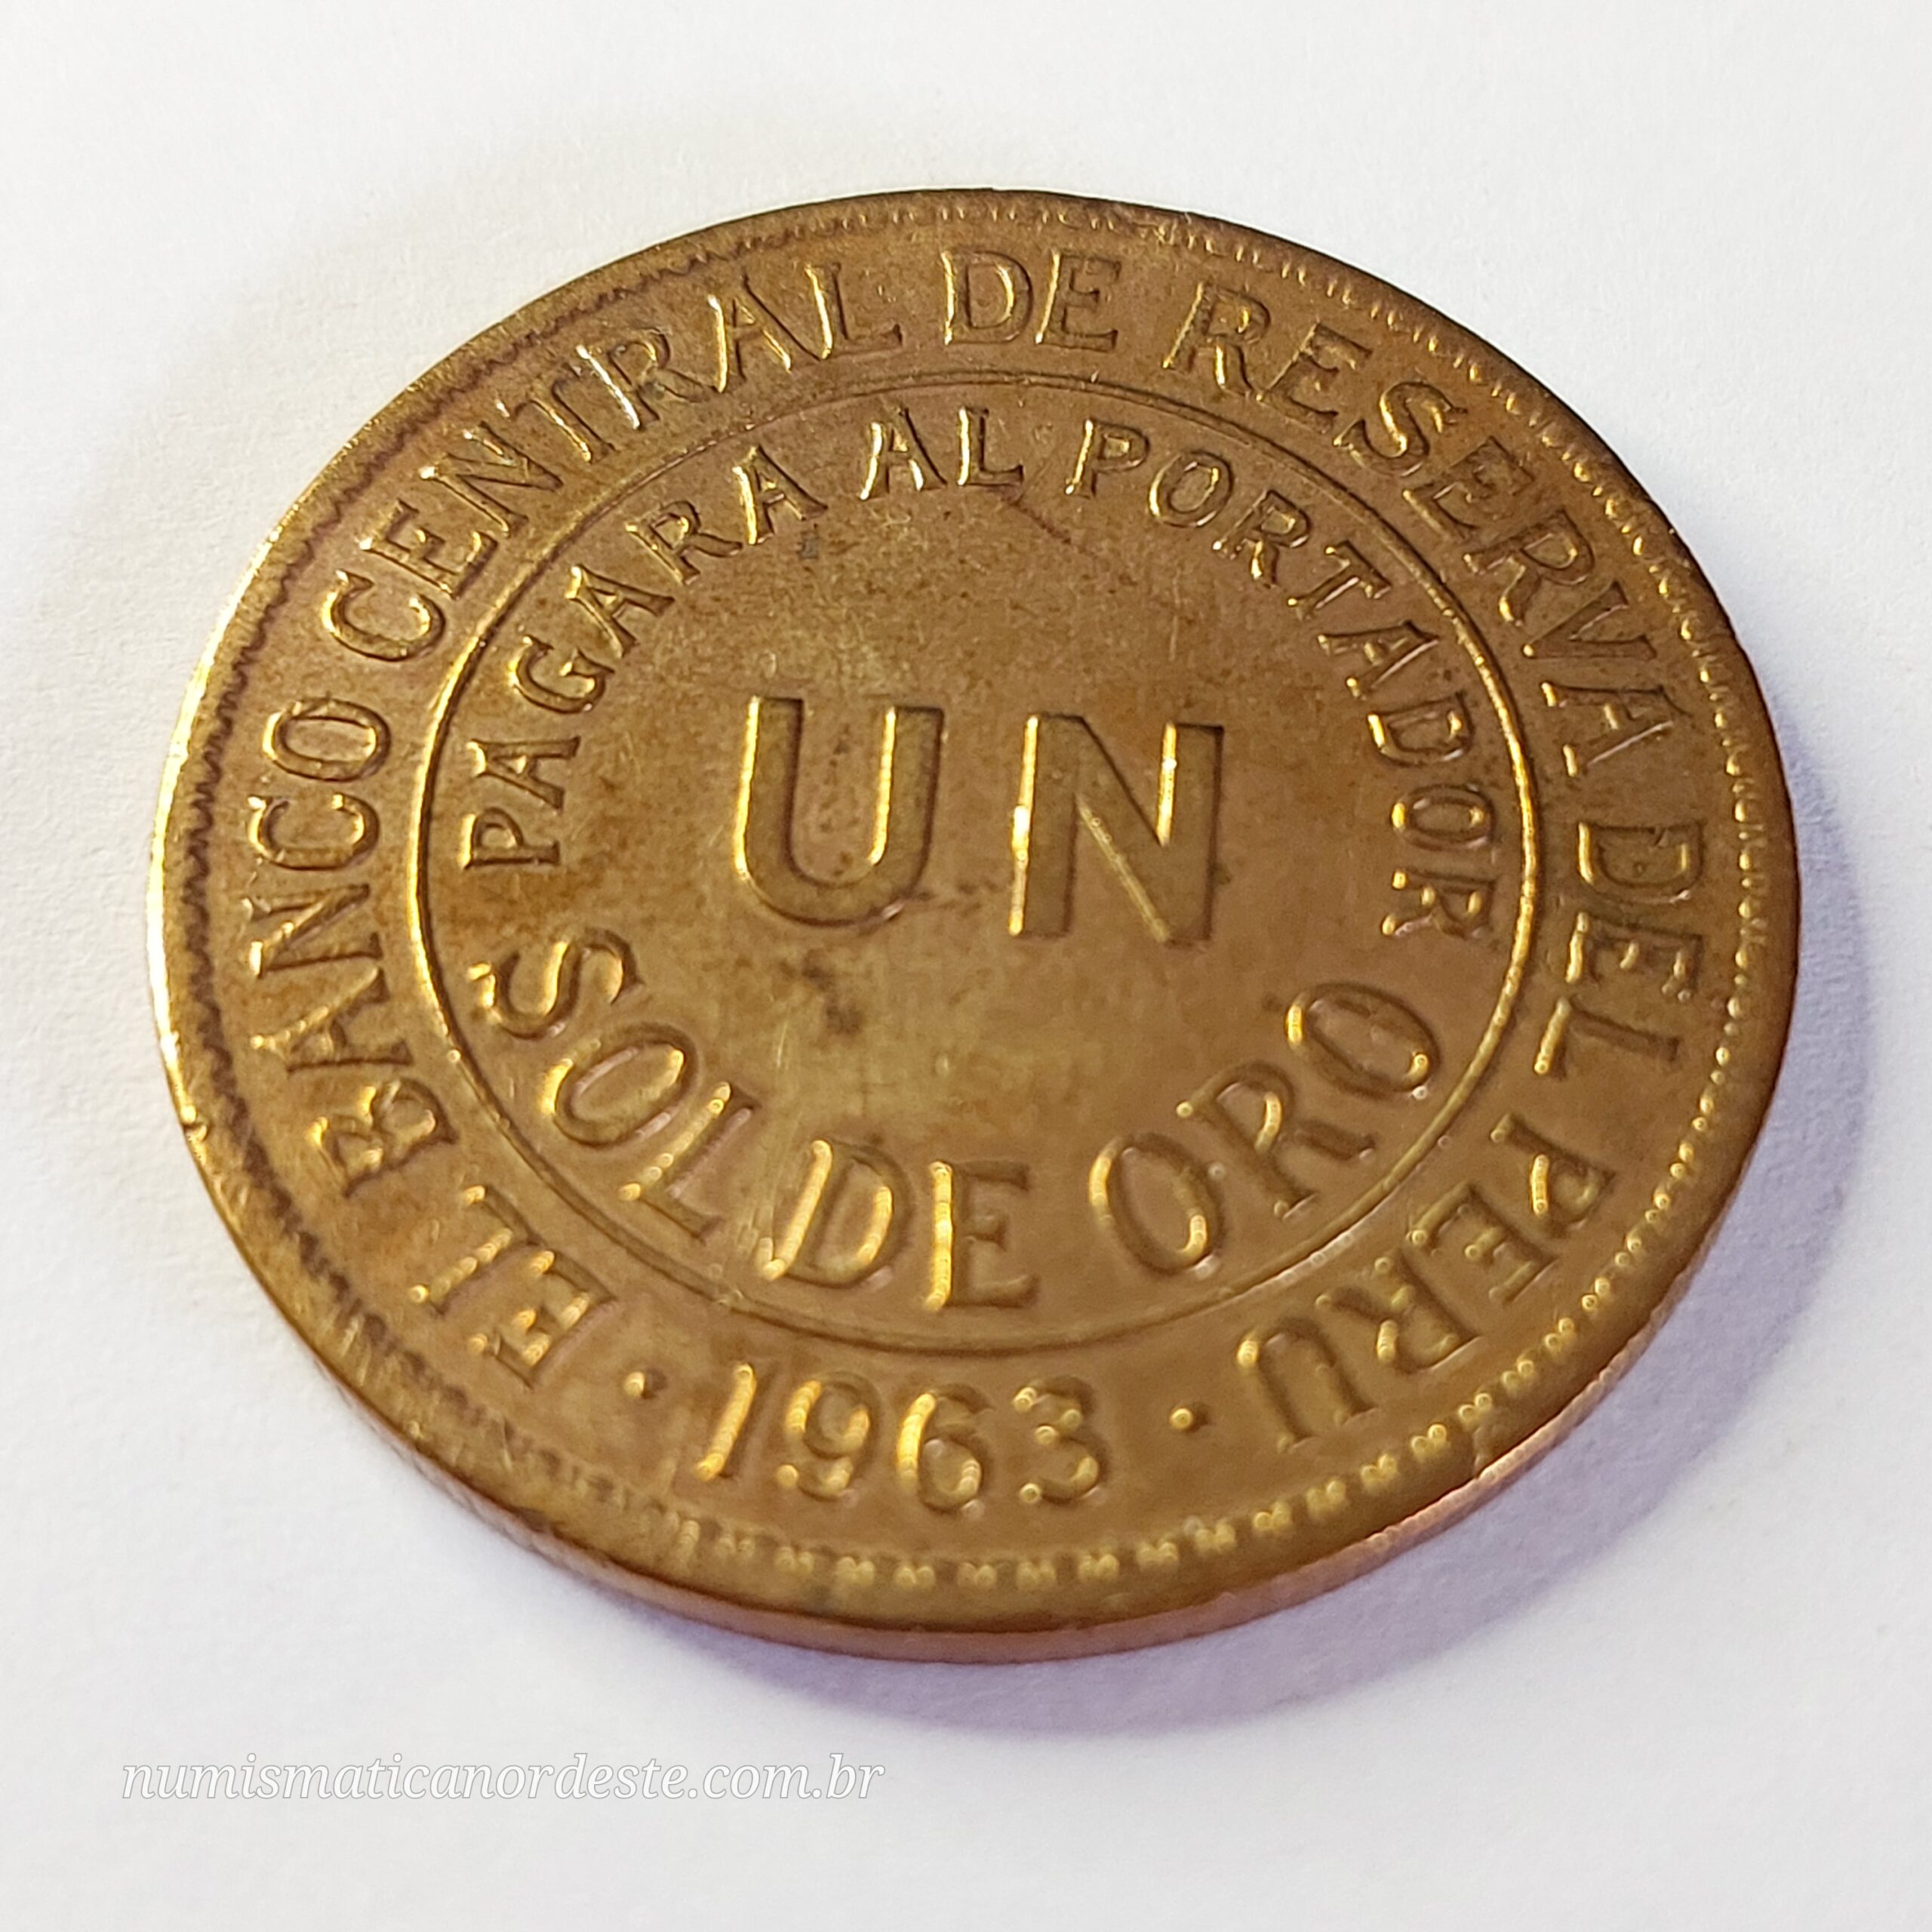 EL BANCO CENTRAL DE RESERVA DEL PERU
PAGARA AL PORTADOR
UN
SOL DE ORO
· 1963 ·
numismaticanordeste.com.br